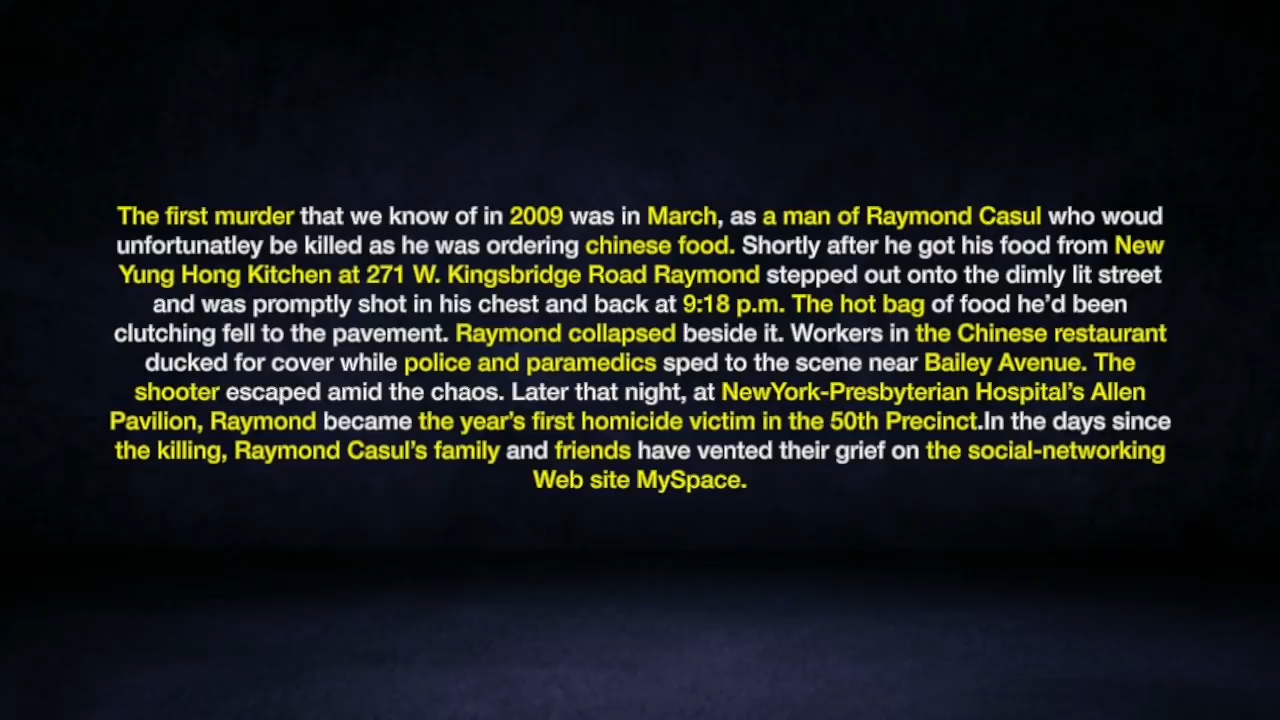 The first murder that we know of in 2009 was in March, as a man of Raymond Casul who woud
unfortunatley be killed as he was ordering chinese food. Shortly after he got his food from New
Yung Hong Kitchen at 271 W. Kingsbridge Road Raymond stepped out onto the dimly lit street
and was promptly shot in his chest and back at 9:18 p.m. The hot bag of food he’d been
clutching fell to the pavement. Raymond collapsed beside it. Workers in the Chinese restaurant
ducked for cover while police and paramedics sped to the scene near Bailey Avenue. The
shooter escaped amid the chaos. Later that night, at NewYork-Presbyterian Hospital’s Allen
Pavilion, Raymond became the year’s first homicide victim in the 50th Precinct.In the days since
the killing, Raymond Casul’s family and friends have vented their grief on the social-networking
Web site MySpace.